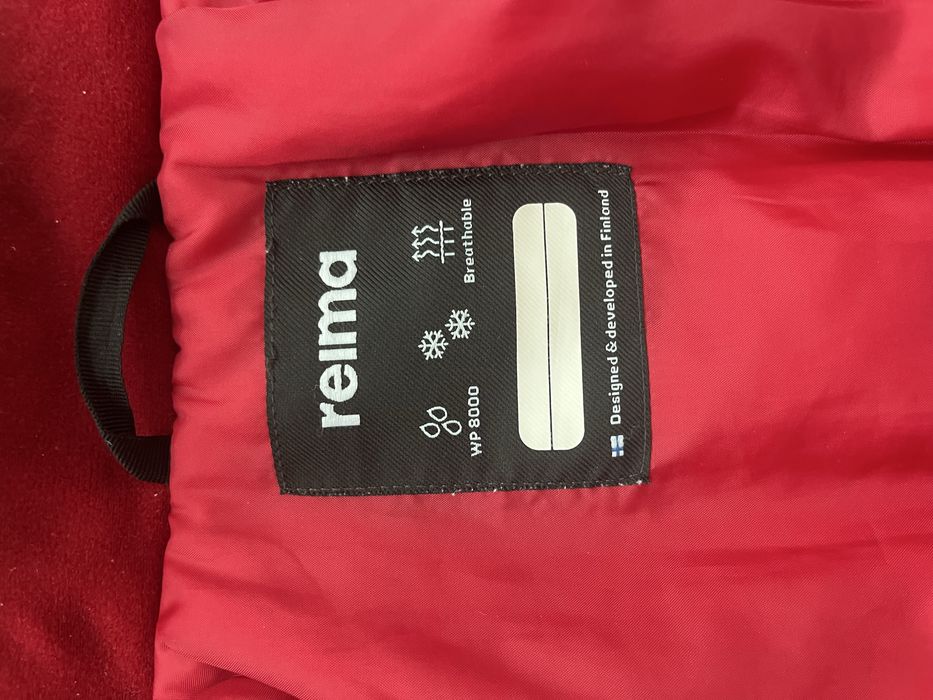 reima
WP 8000
Breathable
Designed & developed in Finland